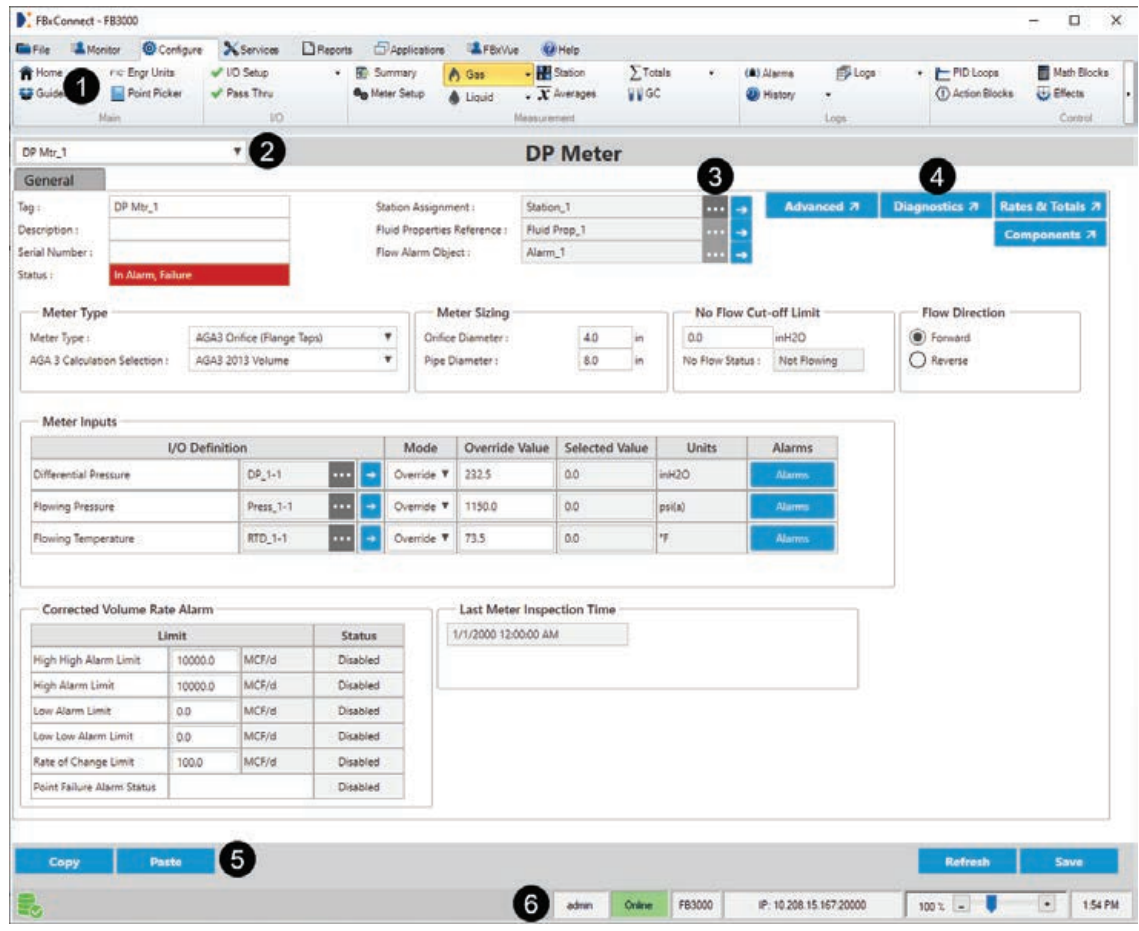 FBxConnect - FB3000
File Monitor Configure Services Reports Applications FBxVue Help
Home Engr Units I/O Setup Summary Gas Station Totals Alarms Logs PID Loops Math Blocks
Guide 1 Point Picker Pass Thru Meter Setup Liquid Averages GC History Action Blocks Effects
Main I/O Measurement Logs Control
DP Mtr_1 2 DP Meter
General 3 4
Tag : DP Mtr_1 Station Assignment : Station_1 Advanced Diagnostics Rates & Totals
Description : Fluid Properties Reference : Fluid Prop_1 Components
Serial Number : Flow Alarm Object : Alarm_1
Status : In Alarm, Failure
Meter Type Meter Sizing No Flow Cut-off Limit Flow Direction
Meter Type : AGA3 Orifice (Flange Taps) Orifice Diameter : 4.0 in 0.0 inH2O Forward
AGA 3 Calculation Selection : AGA3 2013 Volume Pipe Diameter : 8.0 in No Flow Status : Not Flowing Reverse
Meter Inputs
I/O Definition Mode Override Value Selected Value Units Alarms
Differential Pressure DP_1-1 Override 232.5 0.0 inH2O Alarms
Flowing Pressure Press_1-1 Override 1150.0 0.0 psi(a) Alarms
Flowing Temperature RTD_1-1 Override 73.5 0.0 °F Alarms
Corrected Volume Rate Alarm Last Meter Inspection Time
Limit Status 1/1/2000 12:00:00 AM
High High Alarm Limit 10000.0 MCF/d Disabled
High Alarm Limit 10000.0 MCF/d Disabled
Low Alarm Limit 0.0 MCF/d Disabled
Low Low Alarm Limit 0.0 MCF/d Disabled
Rate of Change Limit 100.0 MCF/d Disabled
Point Failure Alarm Status Disabled
Copy Paste 5 Refresh Save
6 admin Online FB3000 IP: 10.208.15.167:20000 100 % - + 1:54 PM